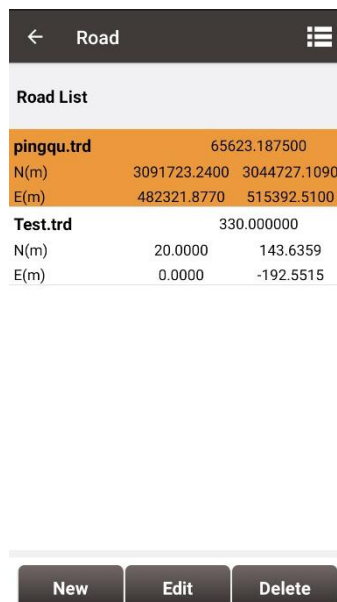 Road
Road List
pingqu.trd 65623.187500
N(m) 3091723.2400 3044727.1090
E(m) 482321.8770 515392.5100
Test.trd 330.000000
N(m) 20.0000 143.6359
E(m) 0.0000 -192.5515
New Edit Delete